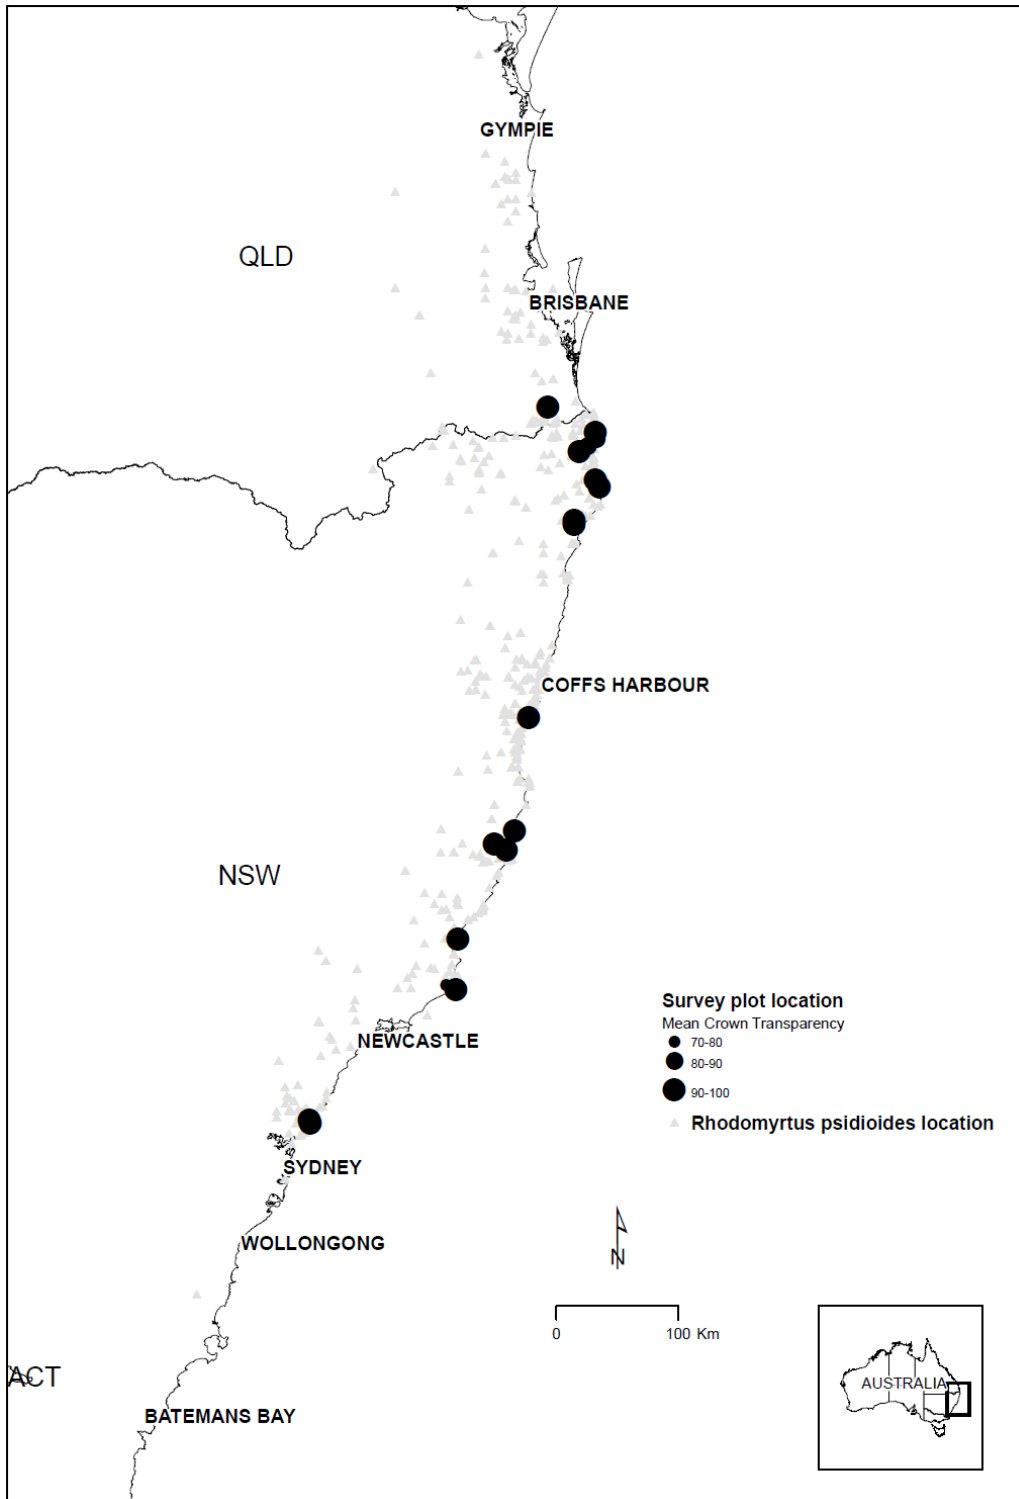 GYMPIE
QLD
BRISBANE
COFFS HARBOUR
NSW
Survey plot location
Mean Crown Transparency
70-80
80-90
90-100
Rhodomyrtus psidioides location
NEWCASTLE
SYDNEY
WOLLONGONG
N
0 100 Km
ACT
AUSTRALIA
BATEMANS BAY